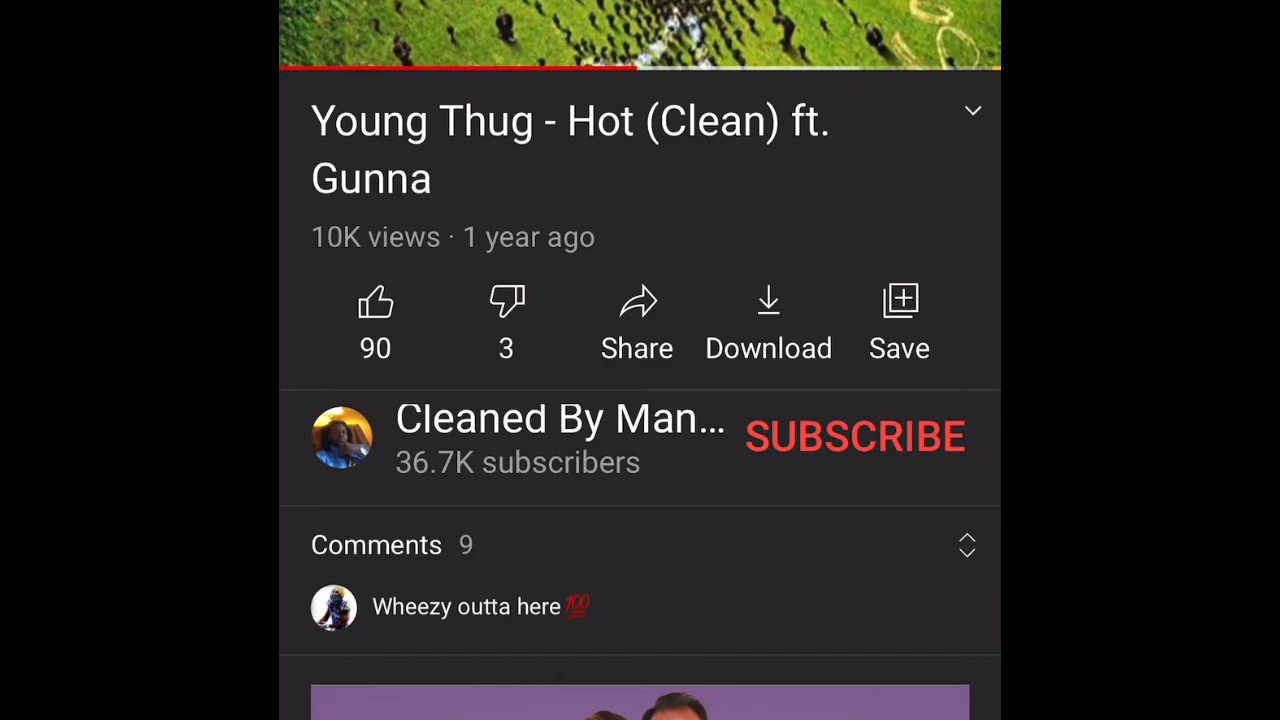 Young Thug - Hot (Clean) ft.
Gunna
10K views · 1 year ago
90 3 Share Download Save
Cleaned By Man... SUBSCRIBE
36.7K subscribers
Comments 9
Wheezy outta here💯